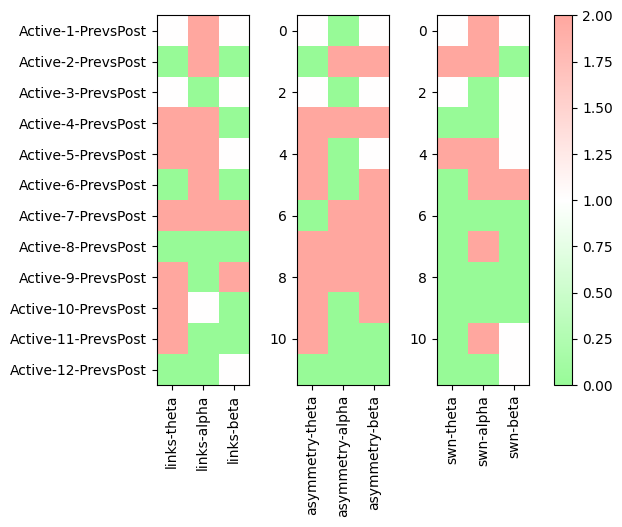 Active-1-PrevsPost
Active-2-PrevsPost
Active-3-PrevsPost
Active-4-PrevsPost
Active-5-PrevsPost
Active-6-PrevsPost
Active-7-PrevsPost
Active-8-PrevsPost
Active-9-PrevsPost
Active-10-PrevsPost
Active-11-PrevsPost
Active-12-PrevsPost
links-theta
links-alpha
links-beta
0
2
4
6
8
10
asymmetry-theta
asymmetry-alpha
asymmetry-beta
0
2
4
6
8
10
swn-theta
swn-alpha
swn-beta
2.00
1.75
1.50
1.25
1.00
0.75
0.50
0.25
0.00